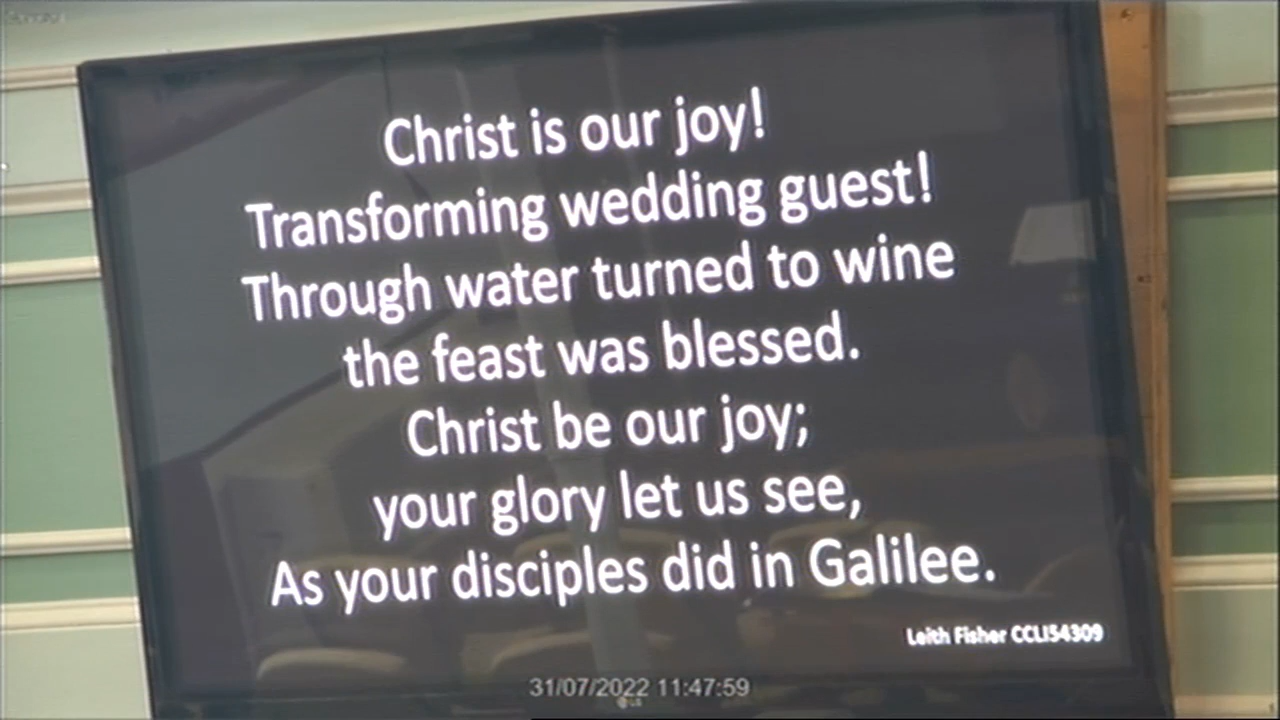 Christ is our joy!
Transforming wedding guest!
Through water turned to wine
the feast was blessed.
Christ be our joy;
your glory let us see,
As your disciples did in Galilee.
Leith Fisher CCLI54309
31/07/2022 11:47:59
LG